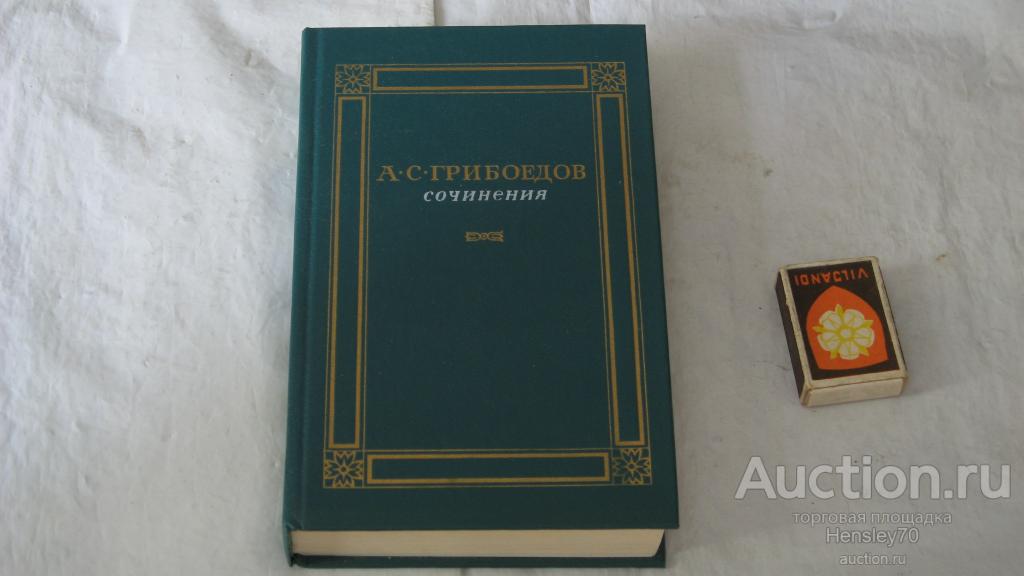 А·С·ГРИБОЕДОВ
сочинения
VILJANDI
Auction.ru
торговая площадка
Hensley70
auction.ru